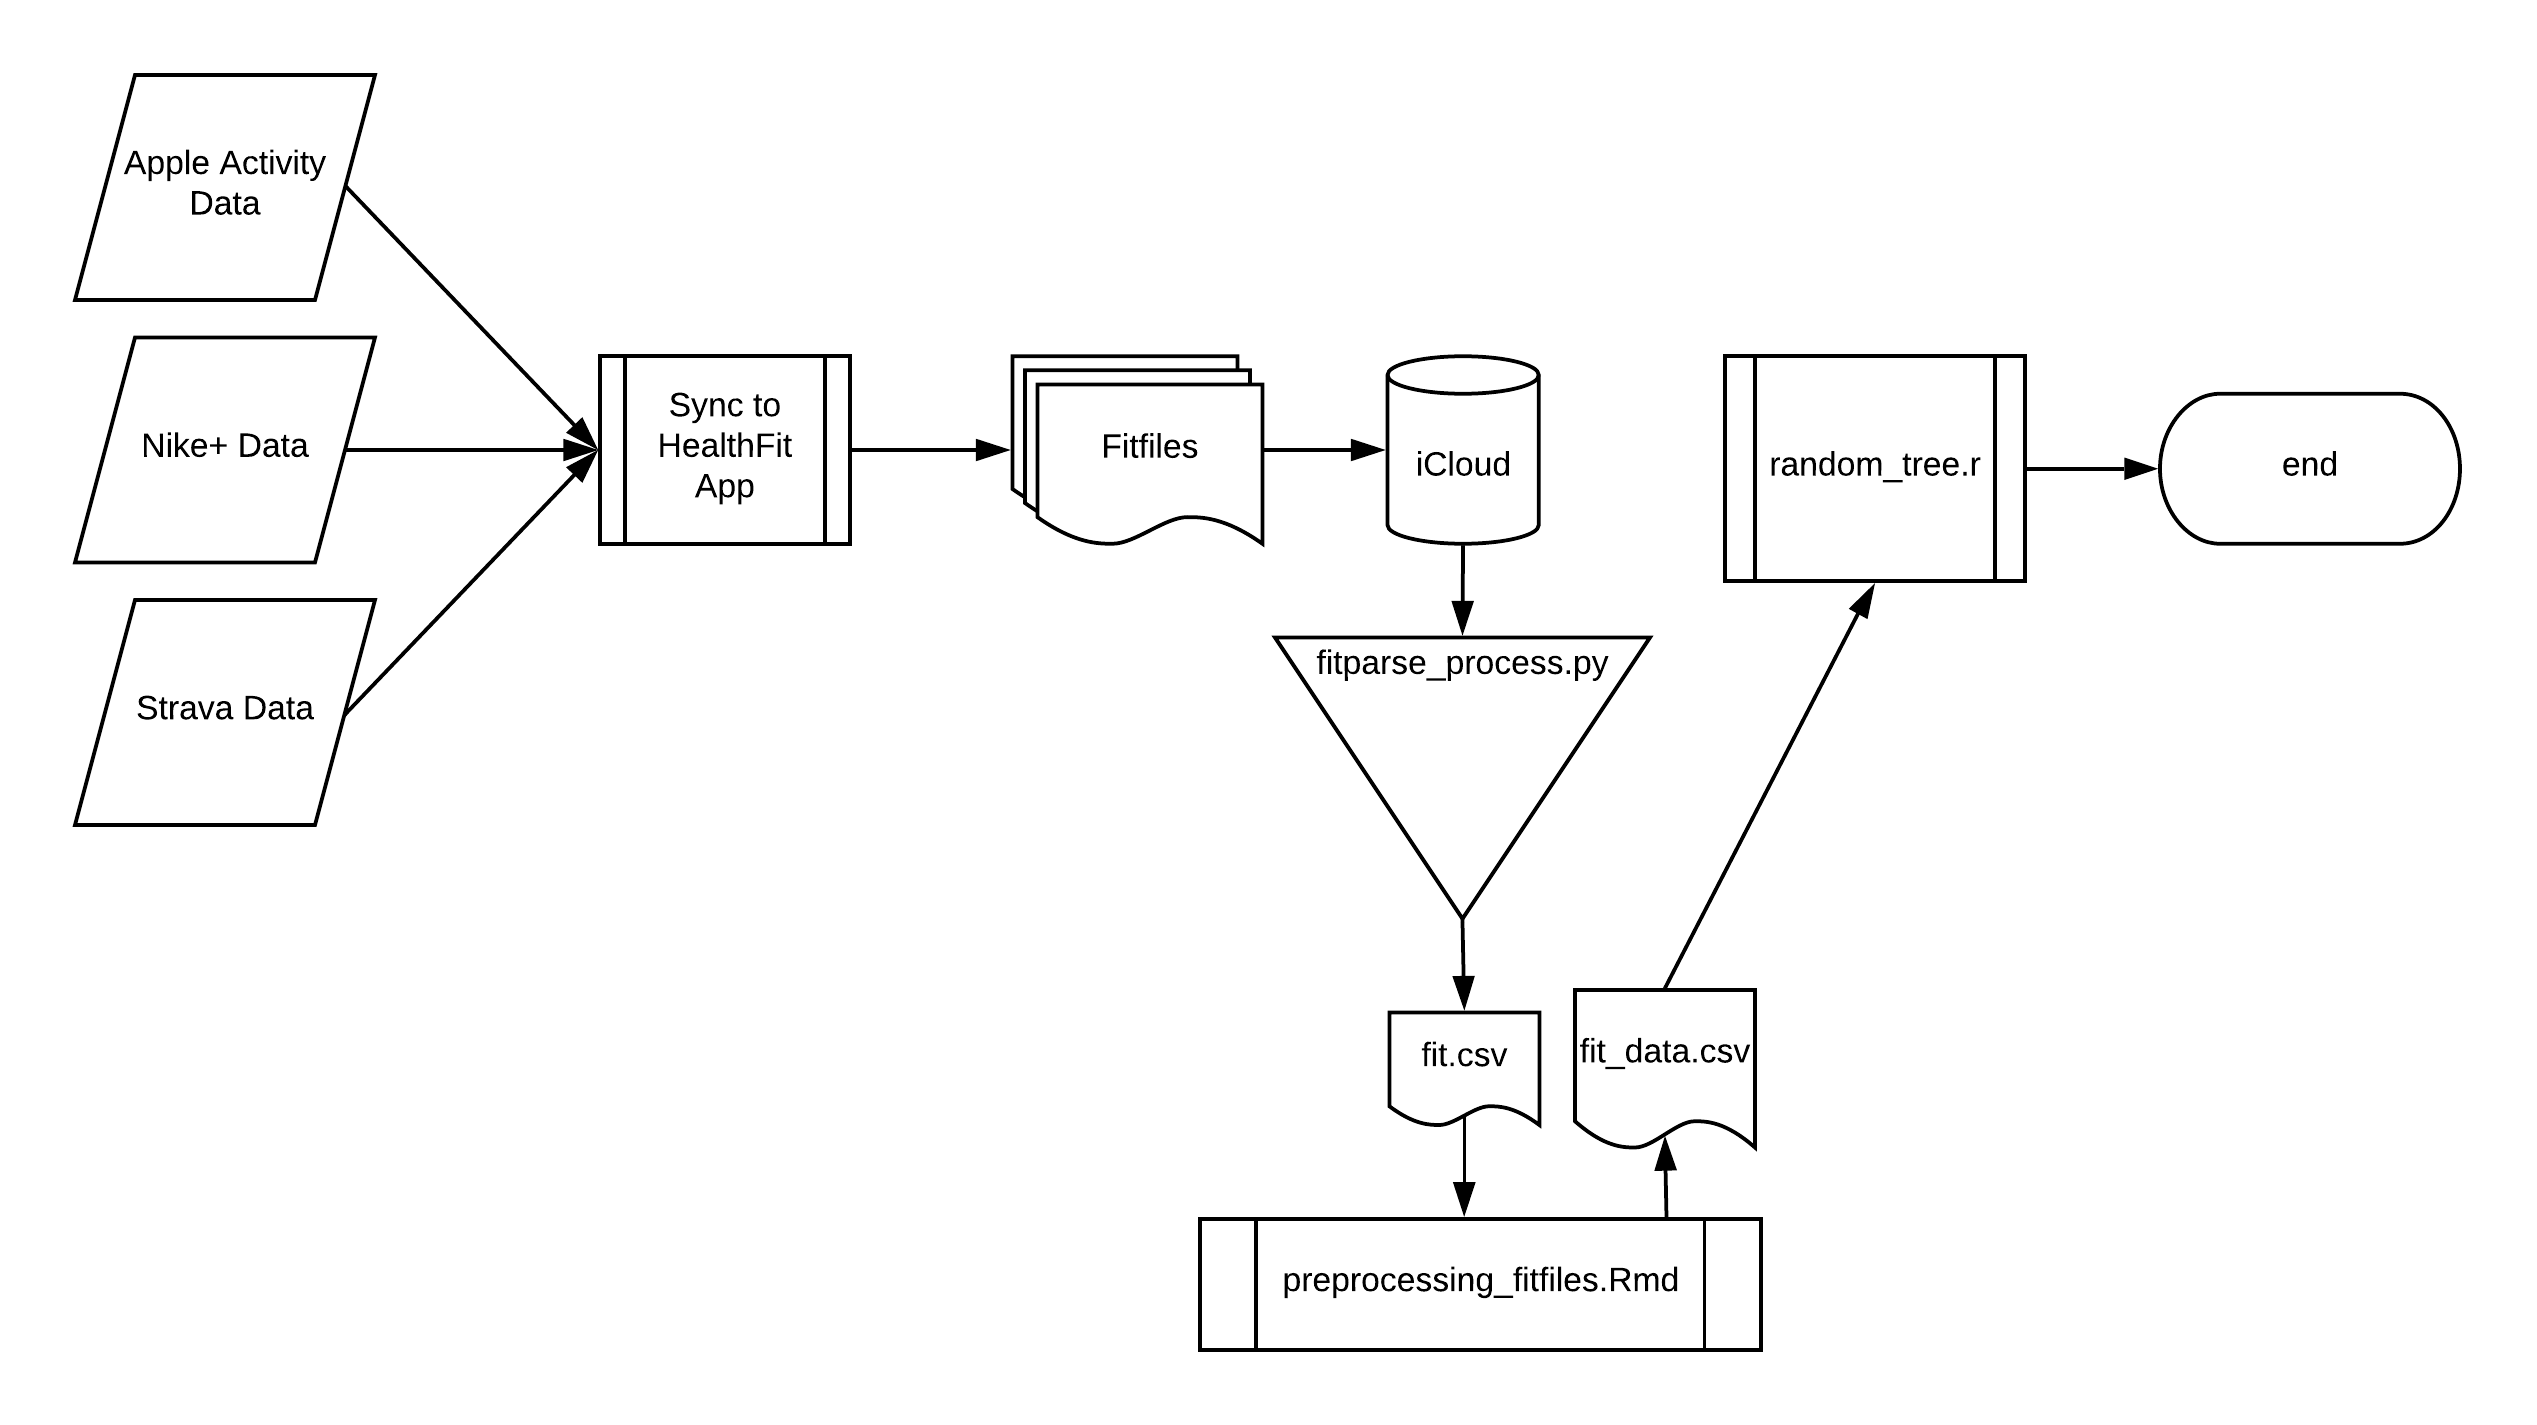 Apple Activity
Data
Nike+ Data
Strava Data
Sync to
HealthFit
App
Fitfiles
iCloud
fitparse_process.py
fit.csv
preprocessing_fitfiles.Rmd
fit_data.csv
random_tree.r
end